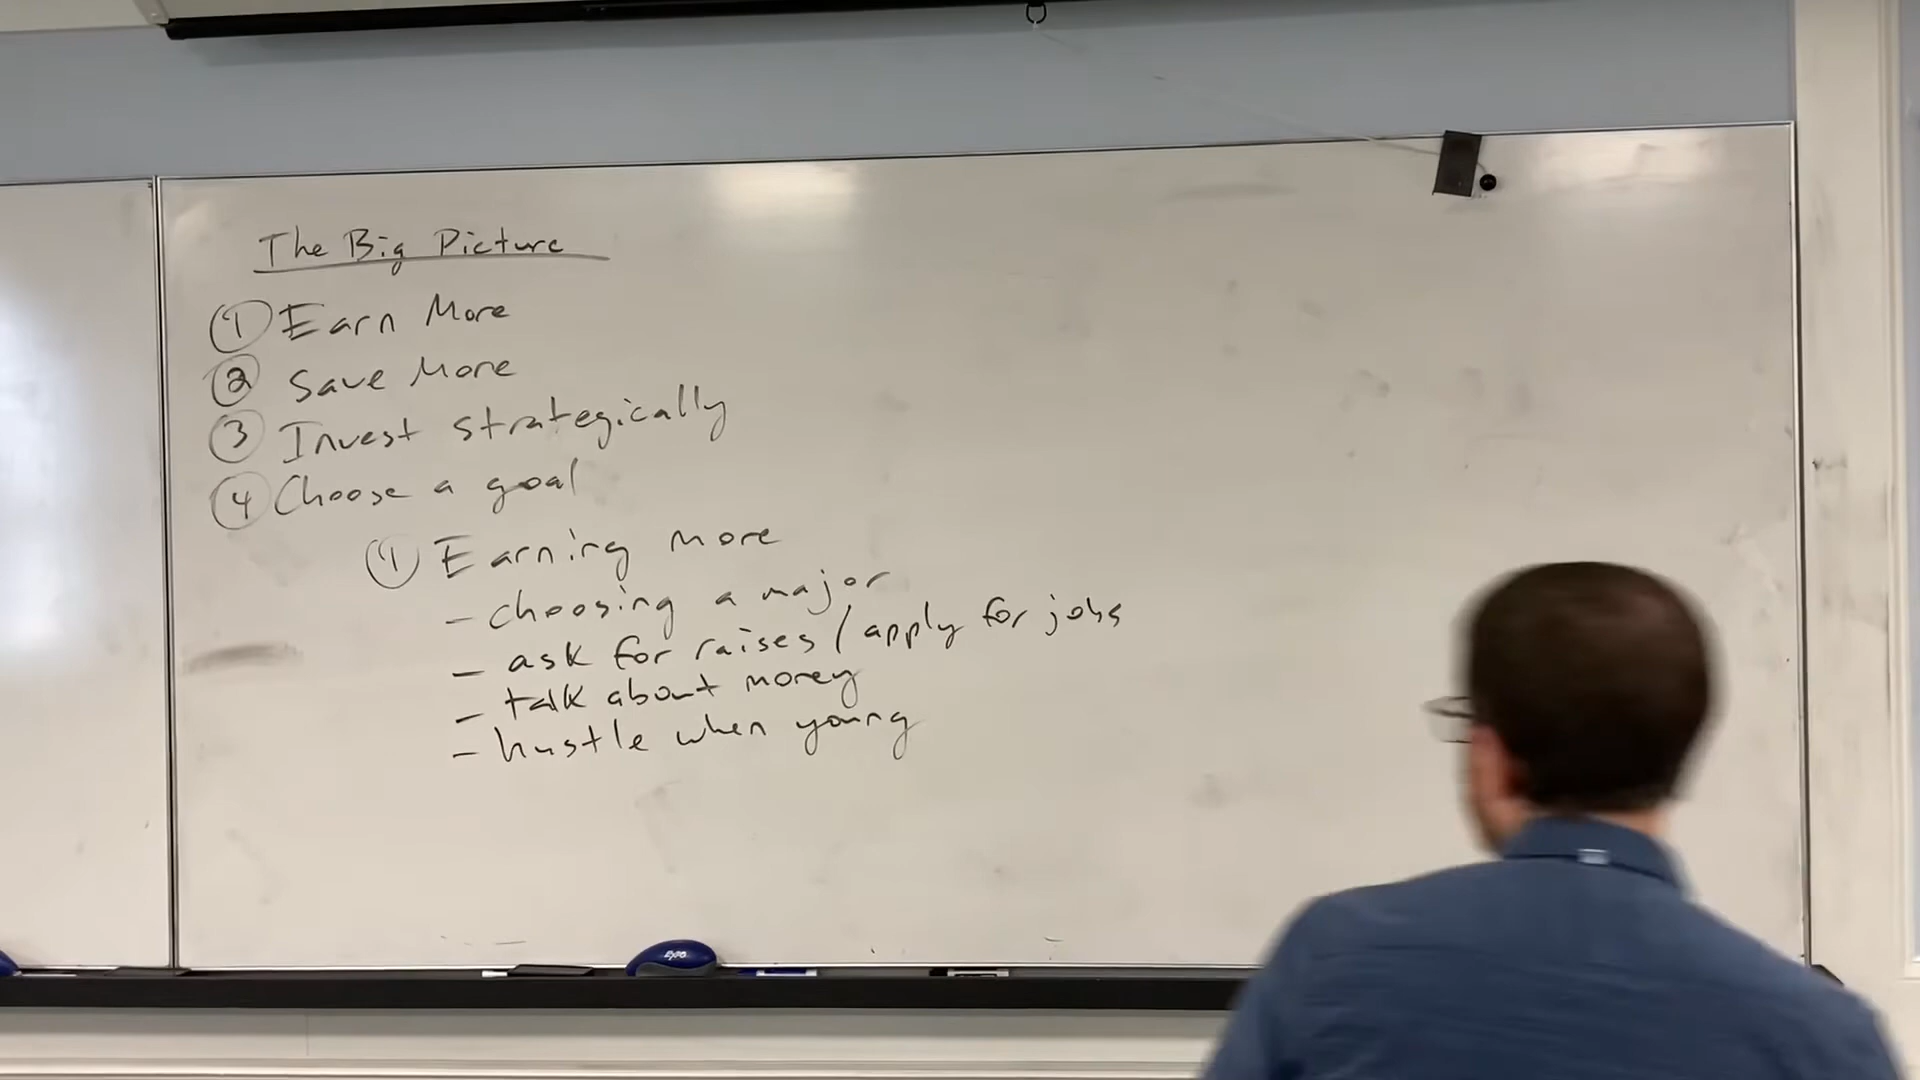 The Big Picture
① Earn More
② Save More
③ Invest strategically
④ Choose a goal
① Earning more
- choosing a major
- ask for raises / apply for jobs
- talk about money
- hustle when young
EXPO